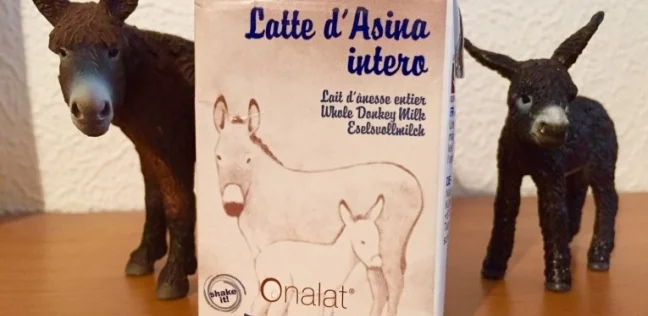 Latte d'Asina
intero
Lait d'ânesse entier
Whole Donkey Milk
Eselsvollmilch
shake
it!
Onalat®